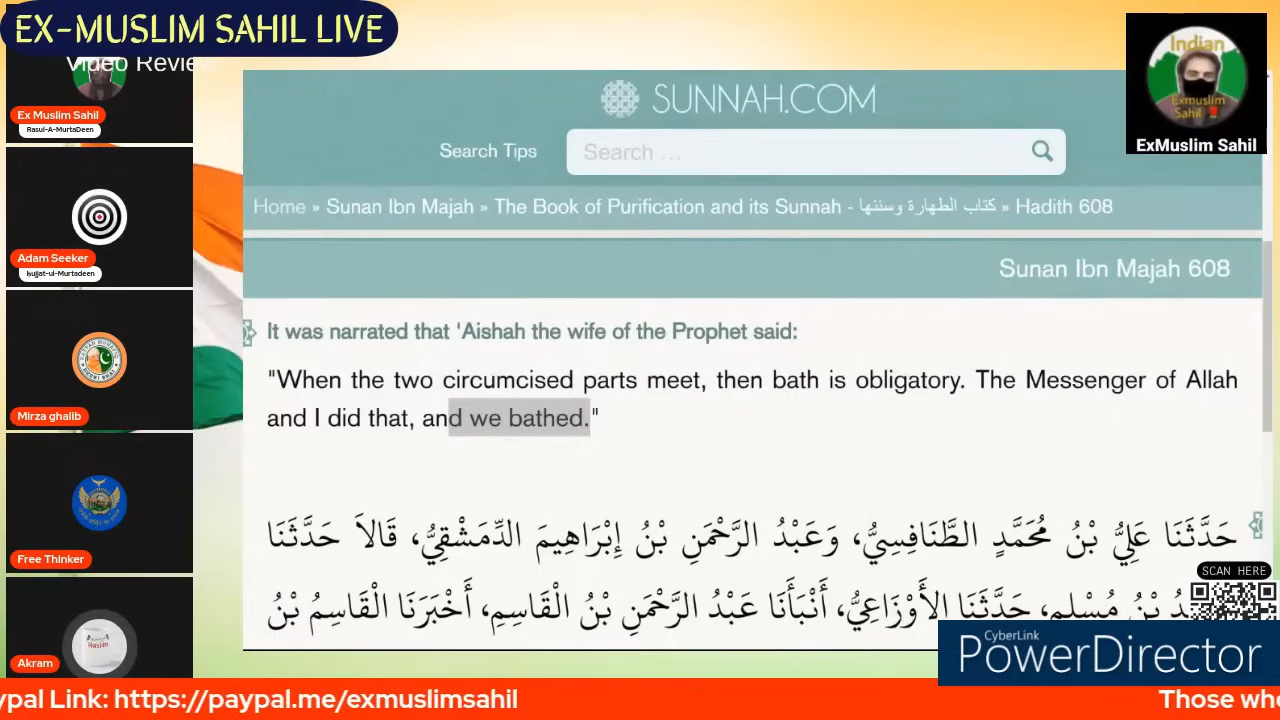 EX-MUSLIM SAHIL LIVE
Video Review
Ex Muslim Sahil
Rasul-A-MurtaDeen
Adam Seeker
hujjat-ul-Murtadeen
Mirza ghalib
Free Thinker
Akram
Indian
Exmuslim
Sahil
ExMuslim Sahil
SUNNAH.COM
Search Tips
Search ...
Home » Sunan Ibn Majah » The Book of Purification and its Sunnah - كتاب الطهارة وسننها » Hadith 608
Sunan Ibn Majah 608
It was narrated that 'Aishah the wife of the Prophet said:
"When the two circumcised parts meet, then bath is obligatory. The Messenger of Allah
and I did that, and we bathed."
حَدَّثَنَا عَلِيُّ بْنُ مُحَمَّدٍ الطَّنَافِسِيُّ، وَعَبْدُ الرَّحْمَنِ بْنُ إِبْرَاهِيمَ الدِّمَشْقِيُّ، قَالاَ حَدَّثَنَا
بْنُ مُسْلِمٍ، حَدَّثَنَا الأَوْزَاعِيُّ، أَنْبَأَنَا عَبْدُ الرَّحْمَنِ بْنُ الْقَاسِمِ، أَخْبَرَنَا الْقَاسِمُ بْنُ
SCAN HERE
CyberLink
PowerDirector
ypal Link: https://paypal.me/exmuslimsahil
Those who